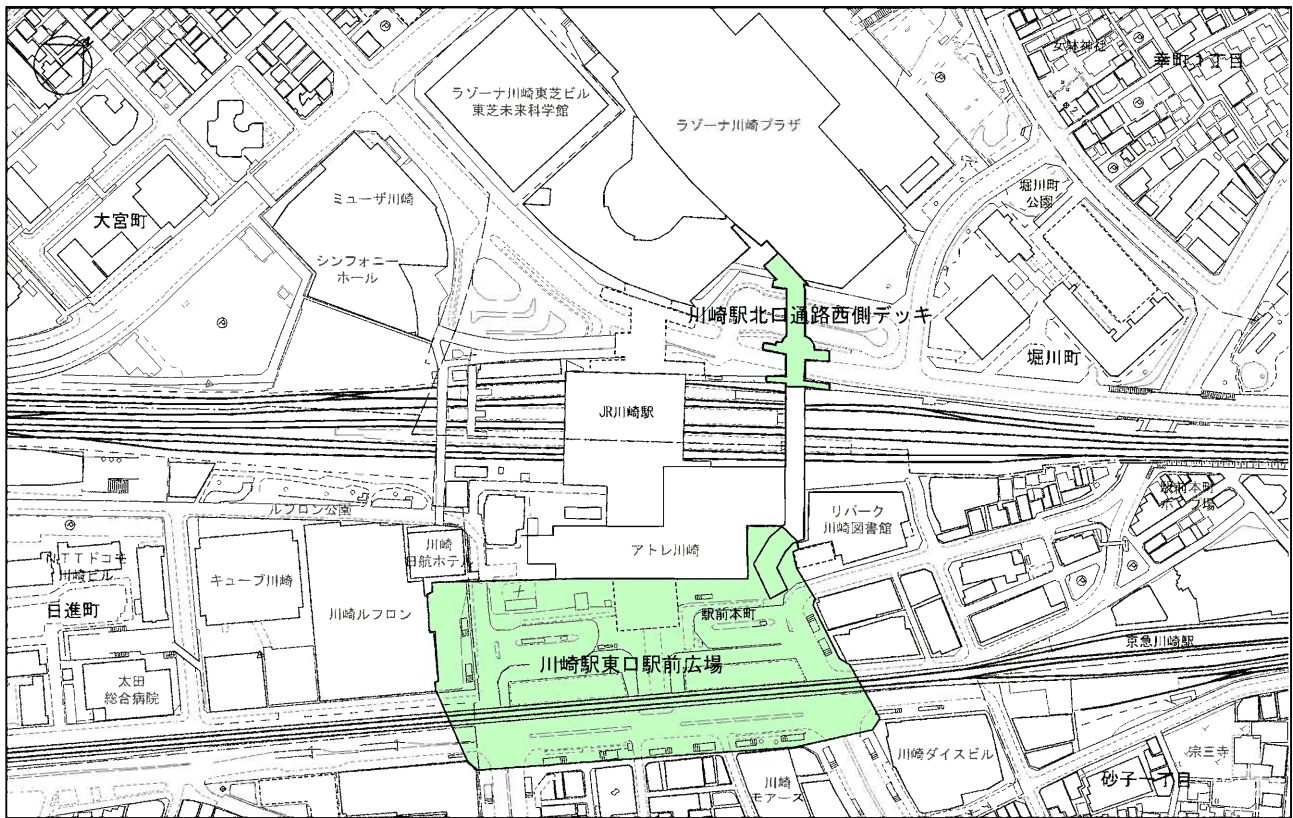 女躰神社
幸町１丁目
ラゾーナ川崎東芝ビル
東芝未来科学館
ラゾーナ川崎プラザ
ミューザ川崎
堀川町
公園
大宮町
シンフォニー
ホール
川崎駅北口通路西側デッキ
堀川町
JR川崎駅
駅前本町
ポンプ場
ルフロン公園
リバーク
川崎図書館
川崎
日航ホテル
アトレ川崎
ＮＴＴドコモ
川崎ビル
キューブ川崎
日進町
川崎ルフロン
駅前本町
京急川崎駅
川崎駅東口駅前広場
太田
総合病院
川崎ダイスビル
宗三寺
川崎
モアーズ
砂子一丁目